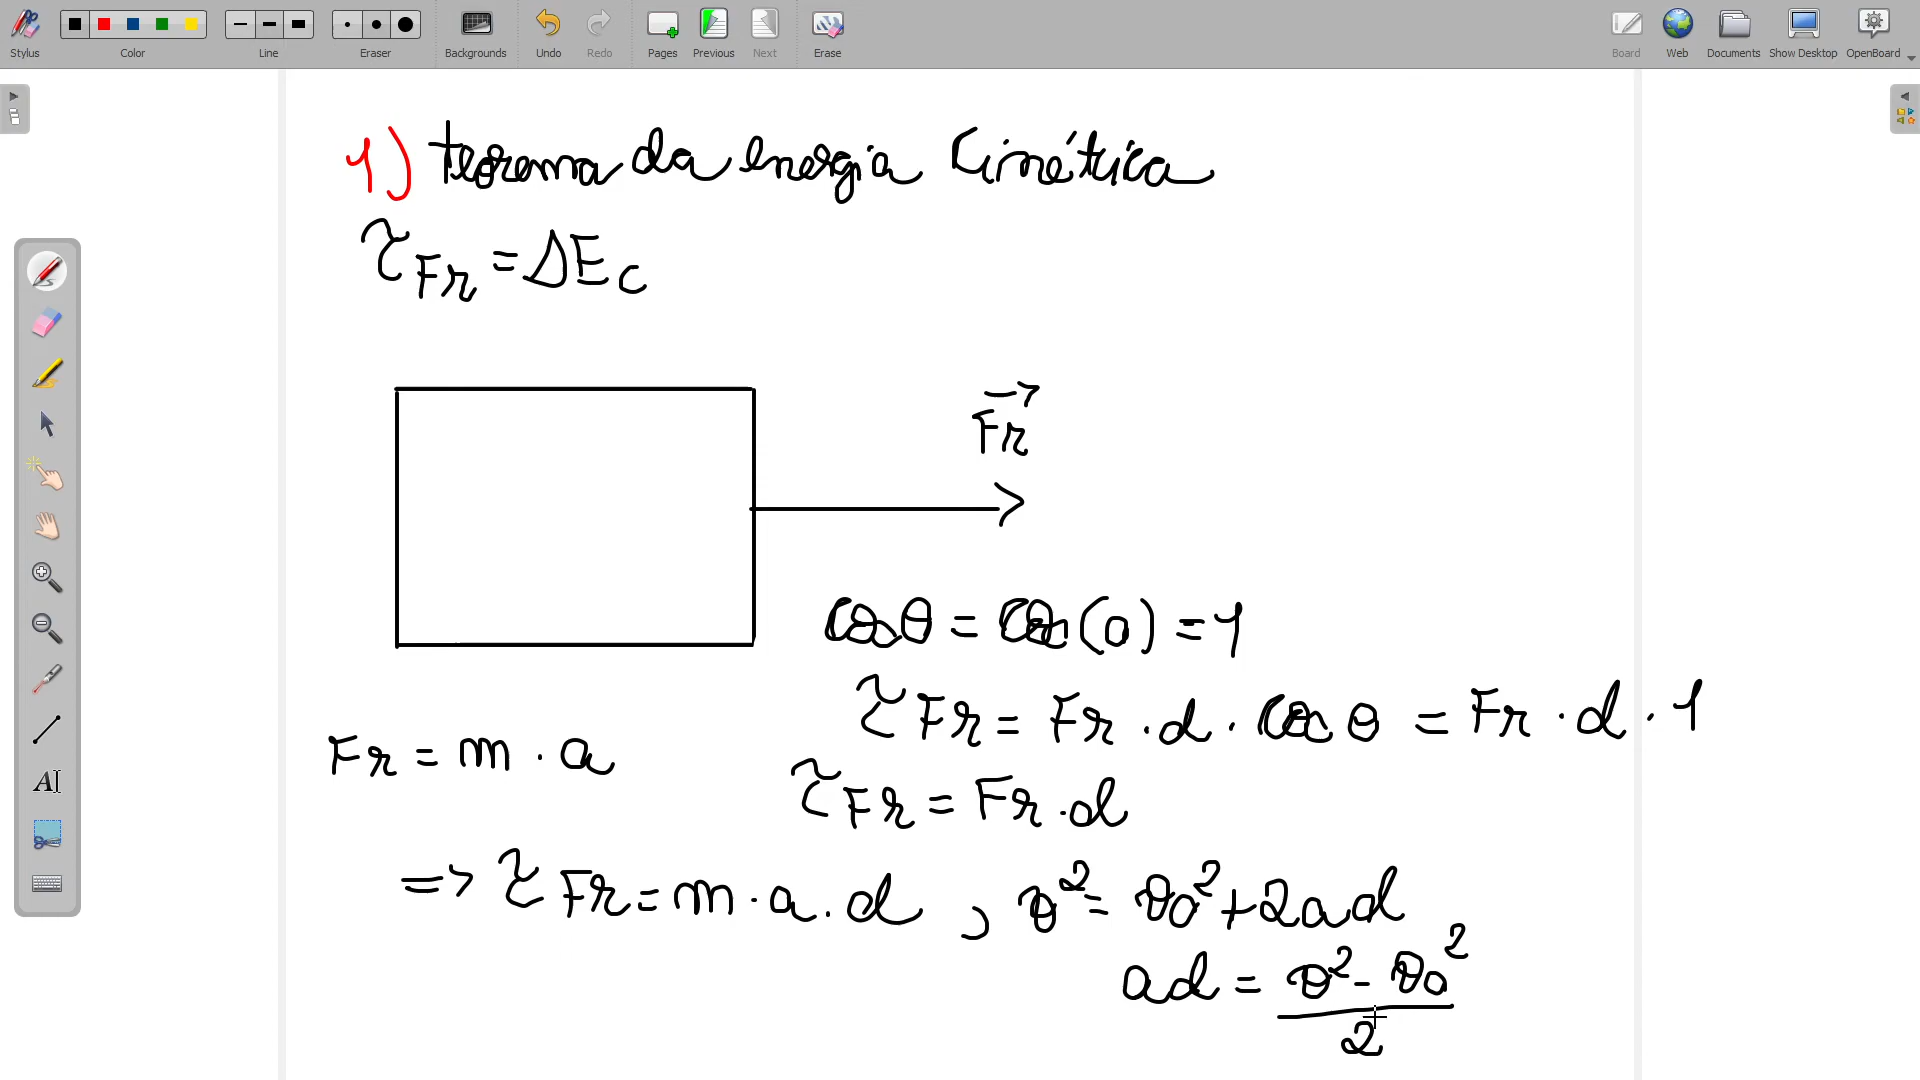 Stylus Color Line Eraser Backgrounds Undo Redo Pages Previous Next Erase Board Web Documents Show Desktop OpenBoard
1) teorema da energia Cinética
τFr = ΔEc
Fr
cosθ = cos(0) = 1
τFr = Fr · d · cosθ = Fr · d · 1
Fr = m · a
τFr = Fr · d
=> τFr = m · a · d , v² = v₀² + 2ad
ad = v² - v₀²
2